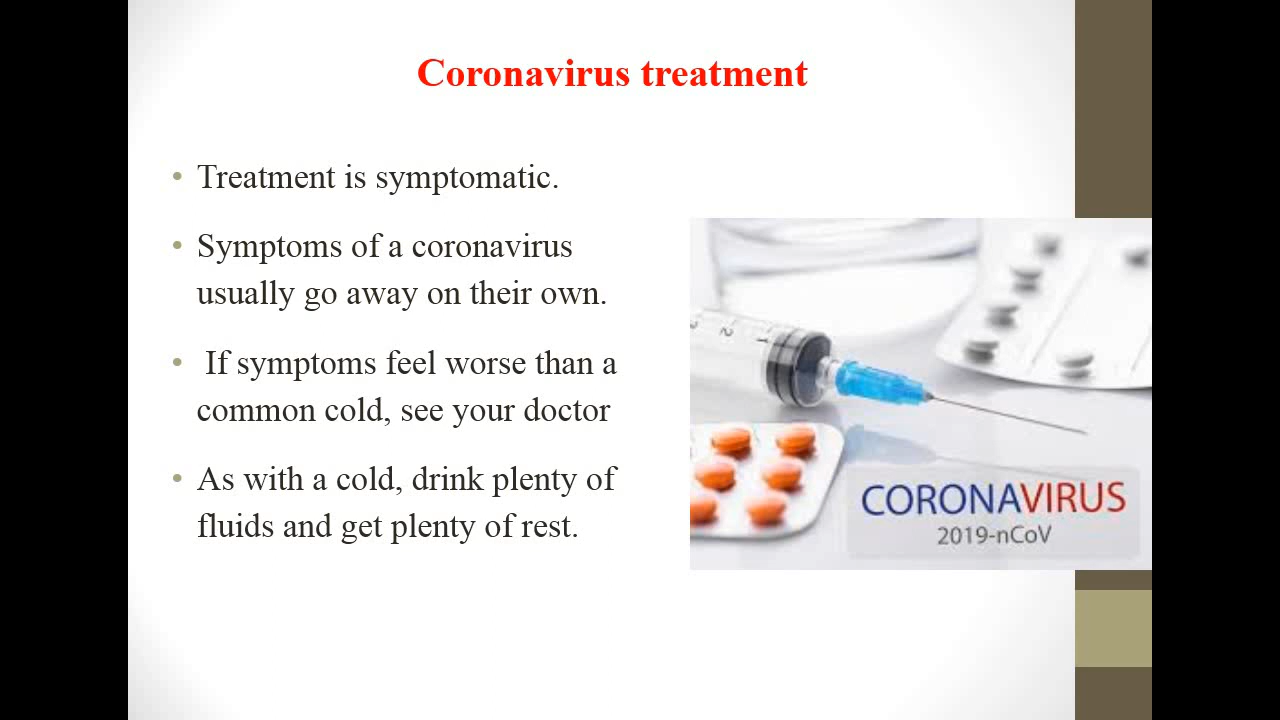 Coronavirus treatment
• Treatment is symptomatic.
• Symptoms of a coronavirus
usually go away on their own.
• If symptoms feel worse than a
common cold, see your doctor
• As with a cold, drink plenty of
fluids and get plenty of rest.
2 1
CORONAVIRUS
2019-nCoV